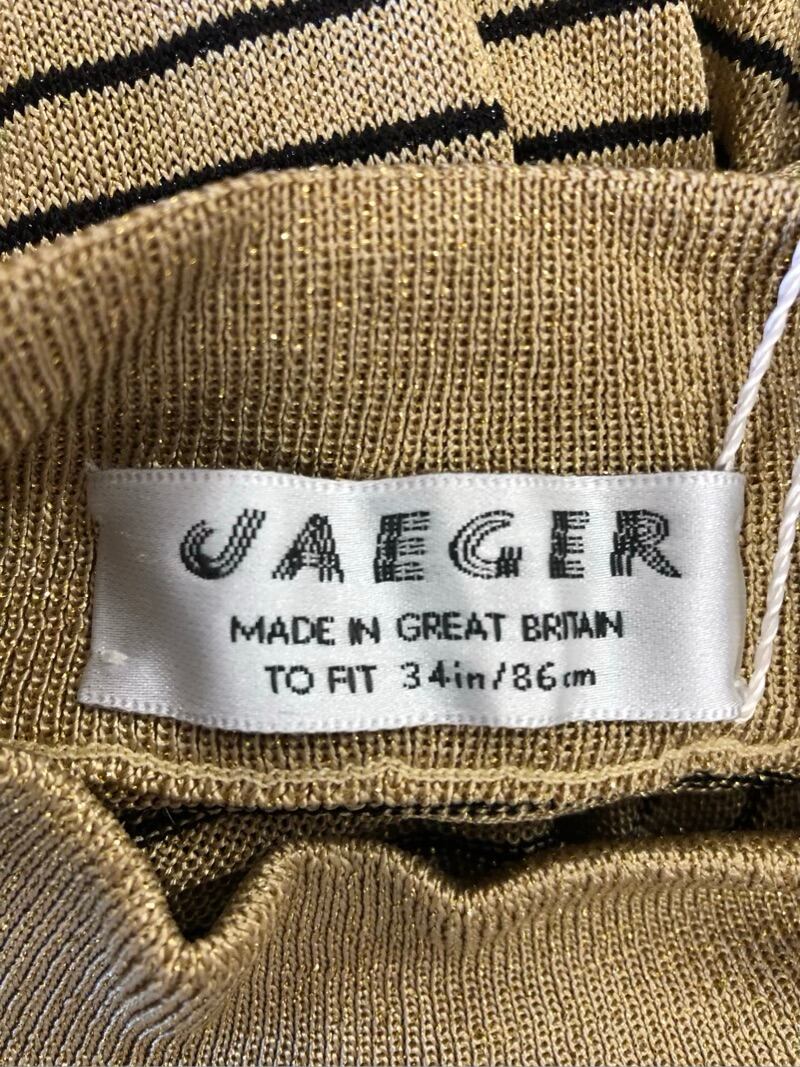 JAEGER
MADE IN GREAT BRITAIN
TO FIT 34in/86cm